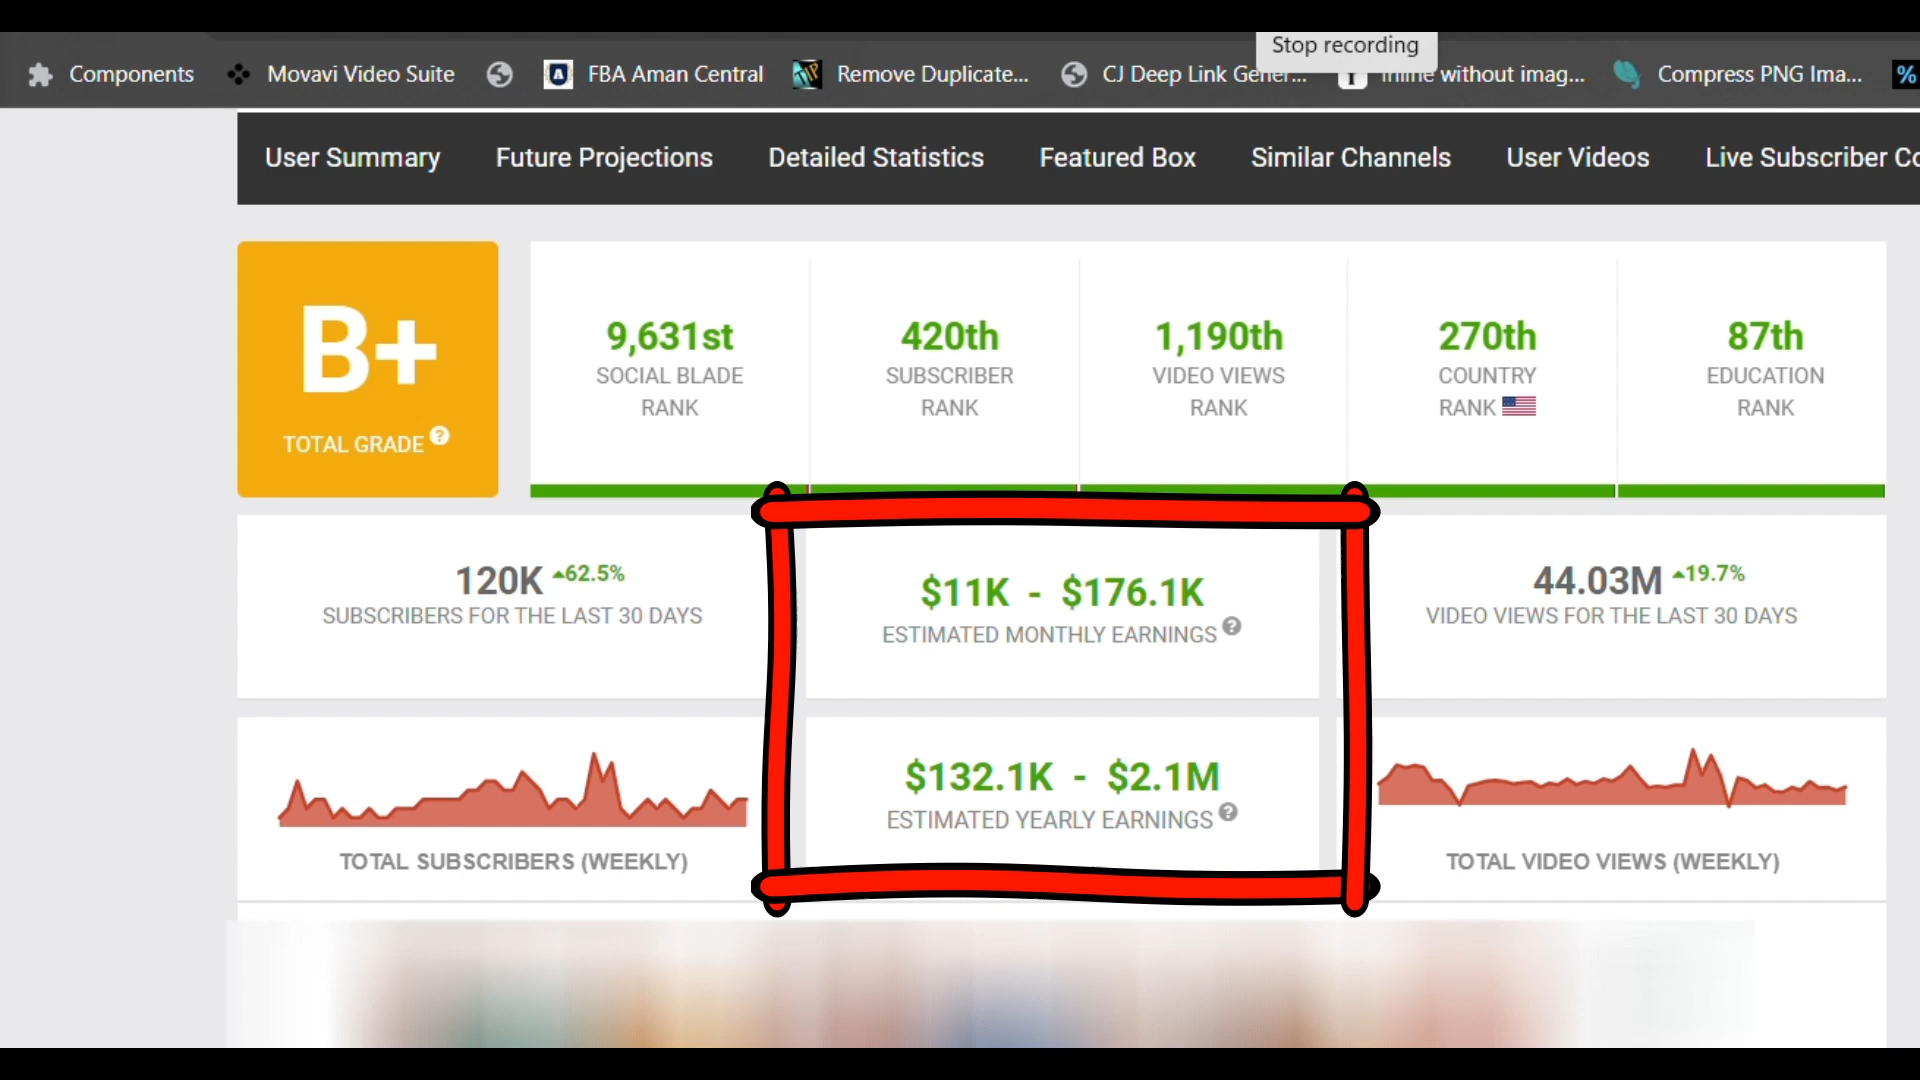 Stop recording
Components Movavi Video Suite FBA Aman Central Remove Duplicate... CJ Deep Link Gener... Inline without imag... Compress PNG Ima... %
User Summary Future Projections Detailed Statistics Featured Box Similar Channels User Videos Live Subscriber Co
B+
TOTAL GRADE ?
9,631st
SOCIAL BLADE
RANK
420th
SUBSCRIBER
RANK
1,190th
VIDEO VIEWS
RANK
270th
COUNTRY
RANK
87th
EDUCATION
RANK
120K 62.5%
SUBSCRIBERS FOR THE LAST 30 DAYS
$11K - $176.1K
ESTIMATED MONTHLY EARNINGS ?
44.03M 19.7%
VIDEO VIEWS FOR THE LAST 30 DAYS
TOTAL SUBSCRIBERS (WEEKLY)
$132.1K - $2.1M
ESTIMATED YEARLY EARNINGS ?
TOTAL VIDEO VIEWS (WEEKLY)